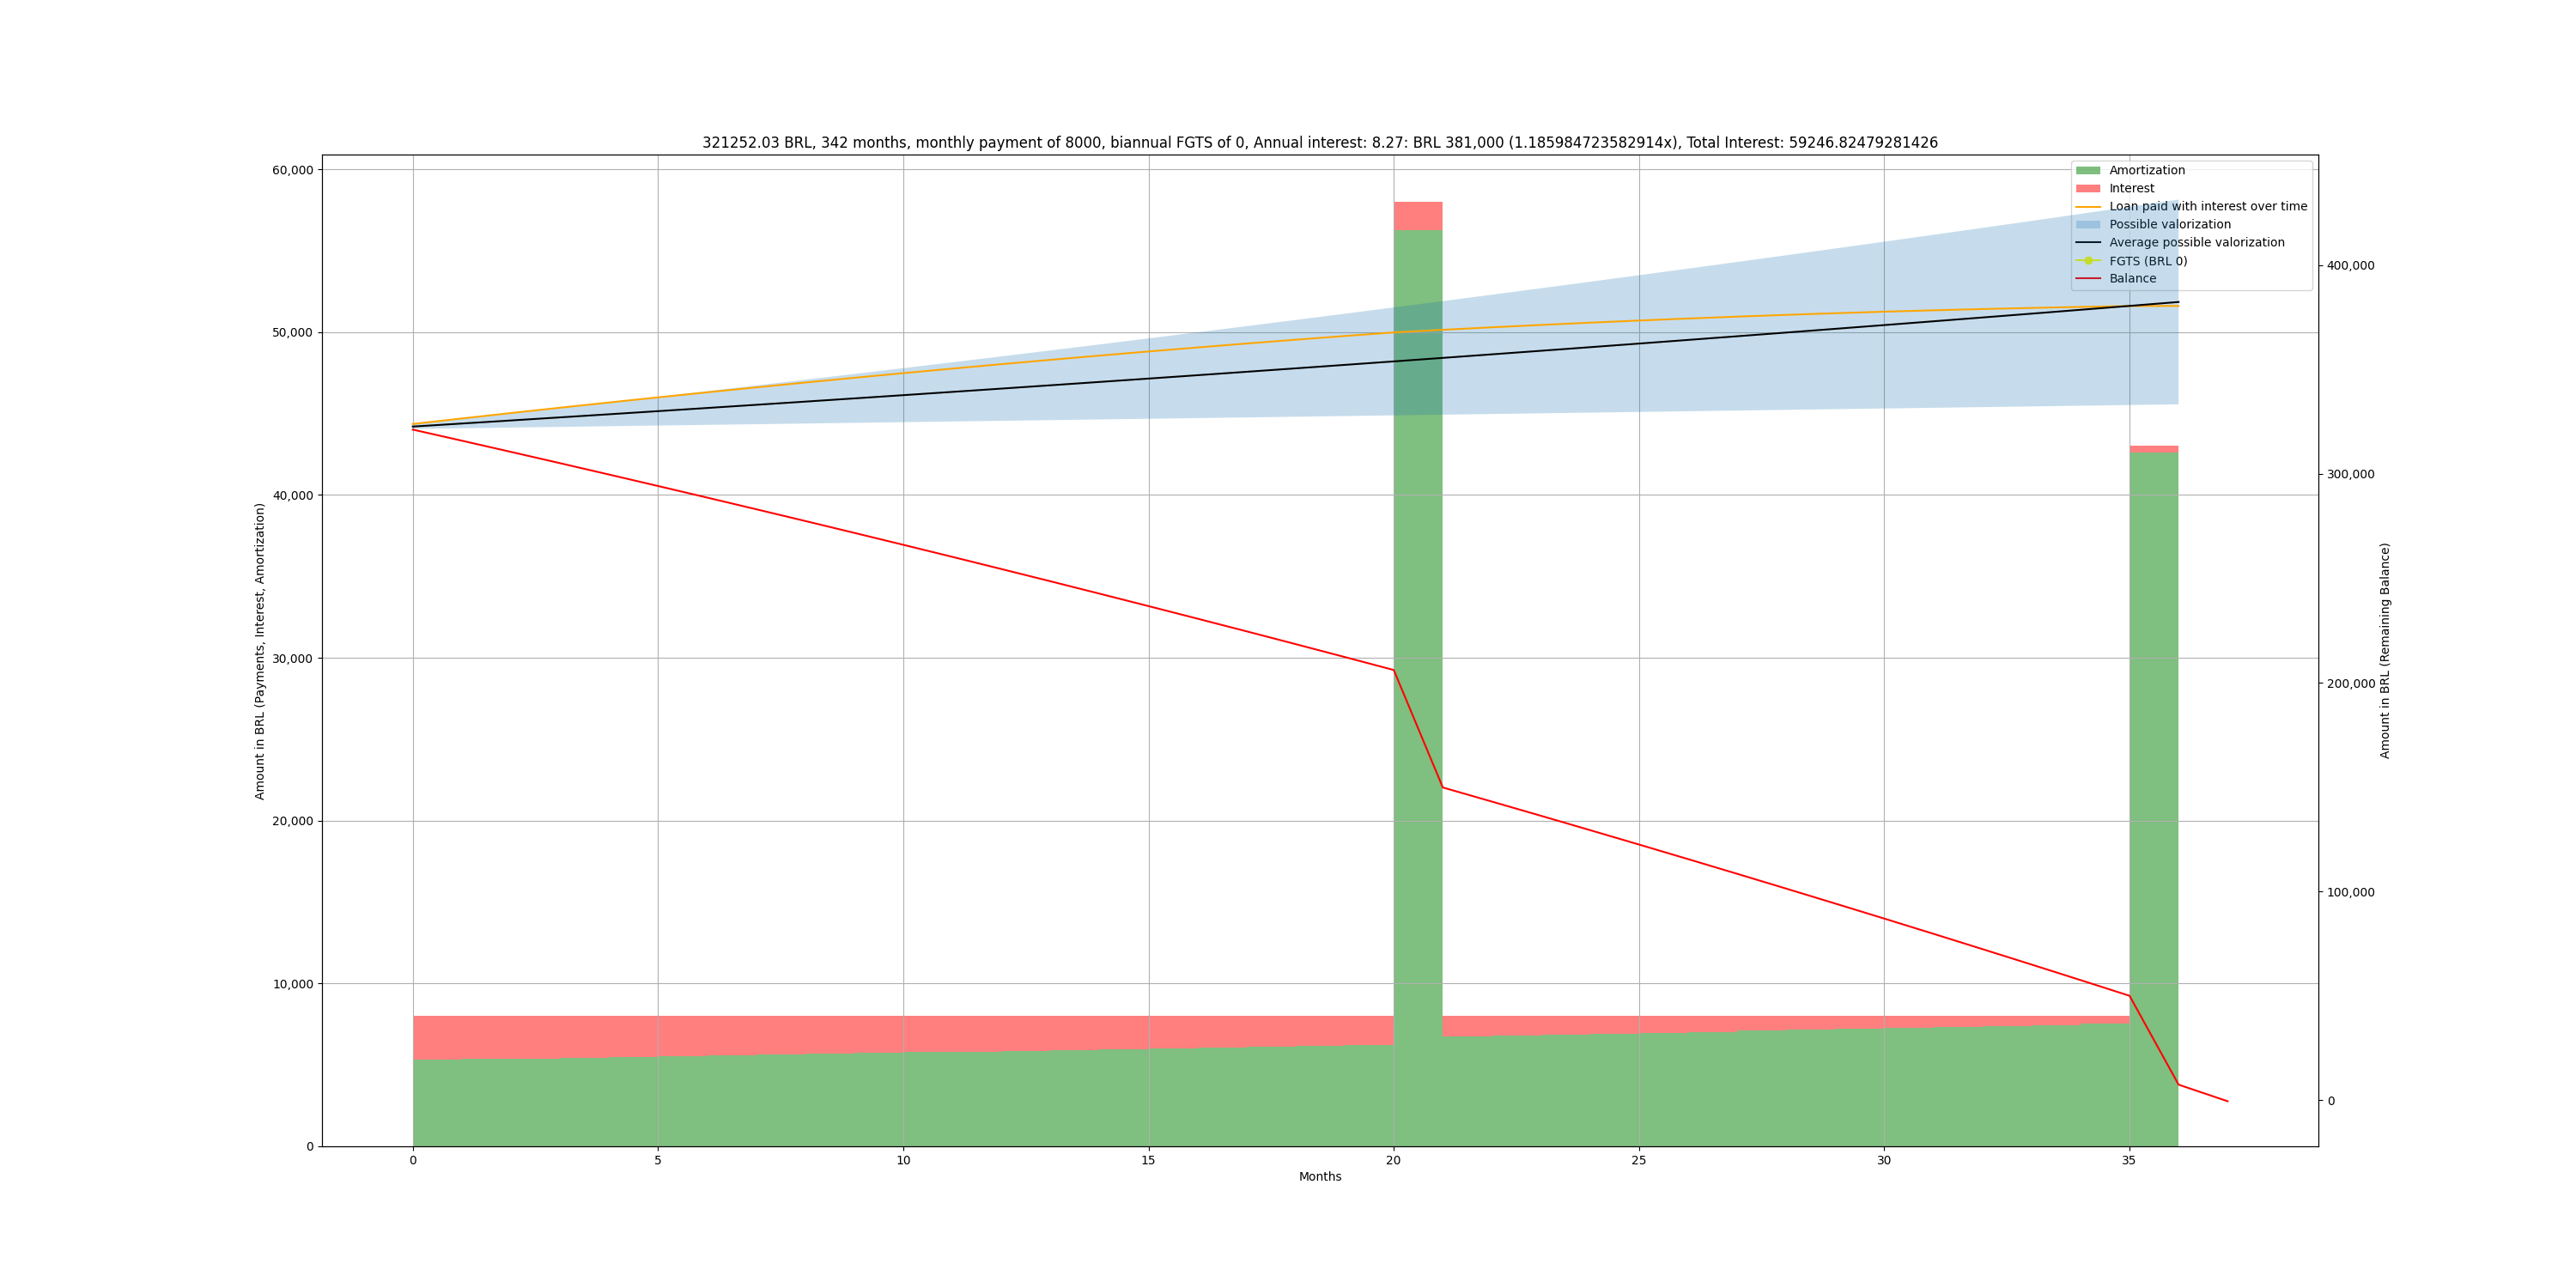 321252.03 BRL, 342 months, monthly payment of 8000, biannual FGTS of 0, Annual interest: 8.27: BRL 381,000 (1.185984723582914x), Total Interest: 59246.82479281426
Amortization
Interest
Loan paid with interest over time
Possible valorization
Average possible valorization
FGTS (BRL 0)
Balance
Amount in BRL (Payments, Interest, Amortization)
60,000
50,000
40,000
30,000
20,000
10,000
0
400,000
300,000
200,000
100,000
0
Amount in BRL (Remaining Balance)
0 5 10 15 20 25 30 35
Months